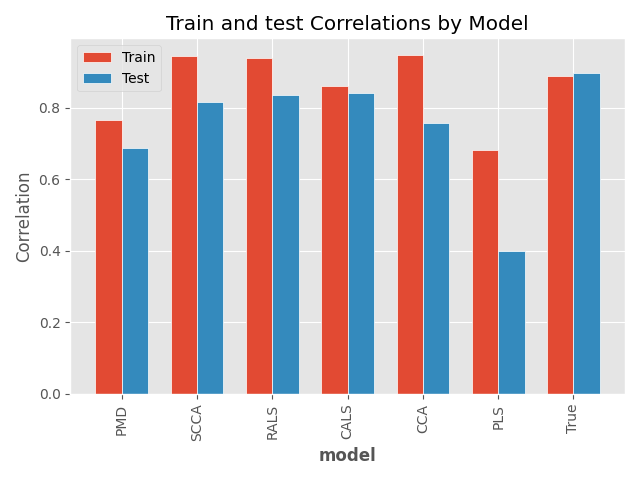 Train and test Correlations by Model
Train
Test
Correlation
0.8
0.6
0.4
0.2
0.0
PMD
SCCA
RALS
CALS
CCA
PLS
True
model